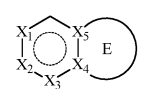 X₁ X₅
E
X₂ X₄
X₃